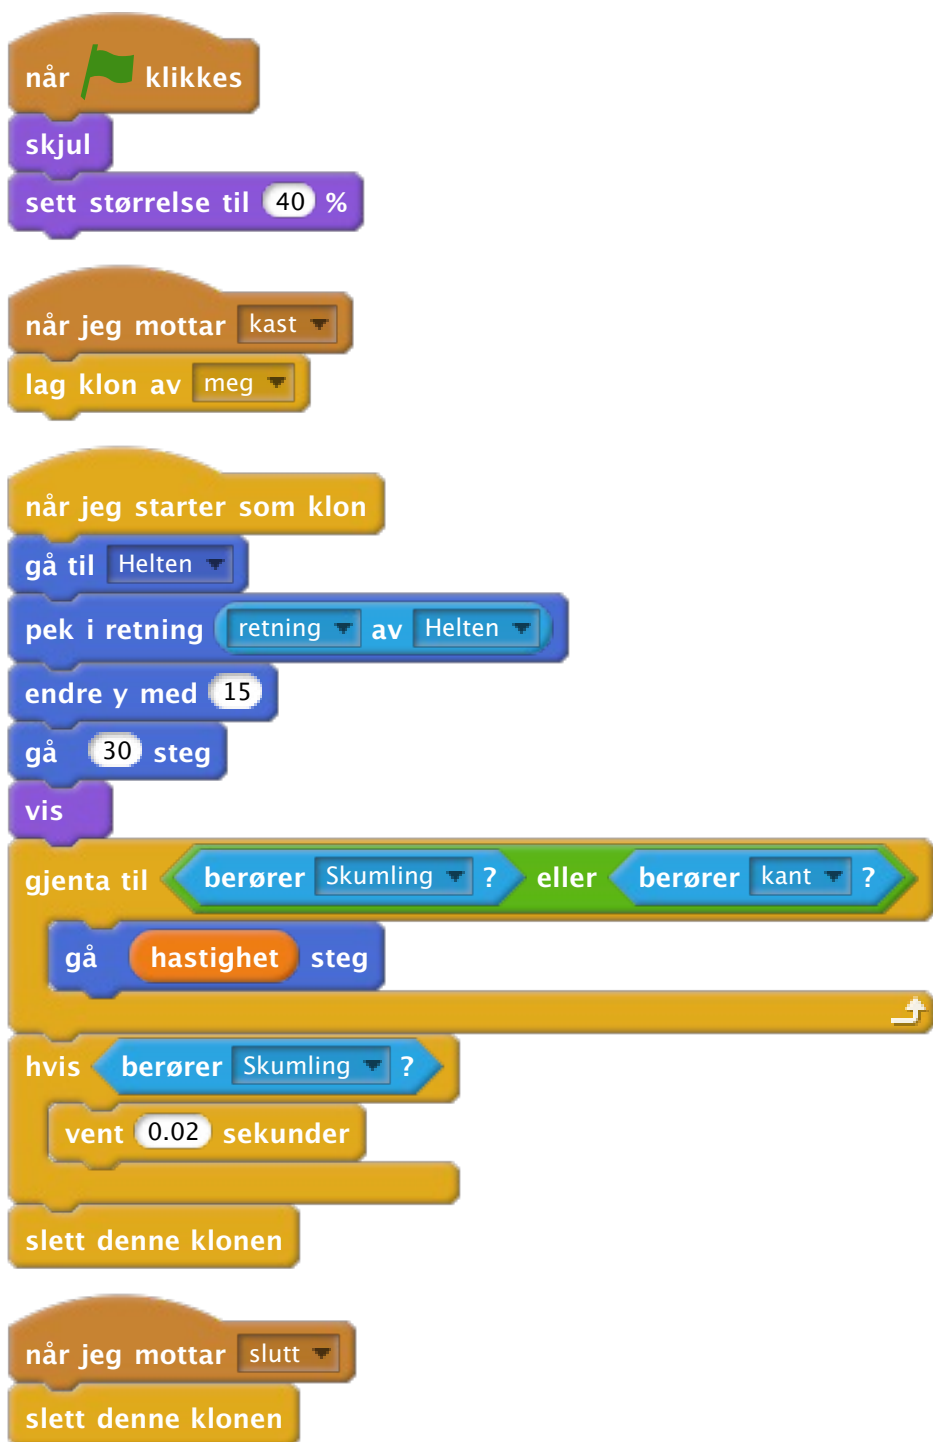 når klikkes
skjul
sett størrelse til 40 %
når jeg mottar kast
lag klon av meg
når jeg starter som klon
gå til Helten
pek i retning retning av Helten
endre y med 15
gå 30 steg
vis
gjenta til berører Skumling ? eller berører kant ?
gå hastighet steg
hvis berører Skumling ?
vent 0.02 sekunder
slett denne klonen
når jeg mottar slutt
slett denne klonen